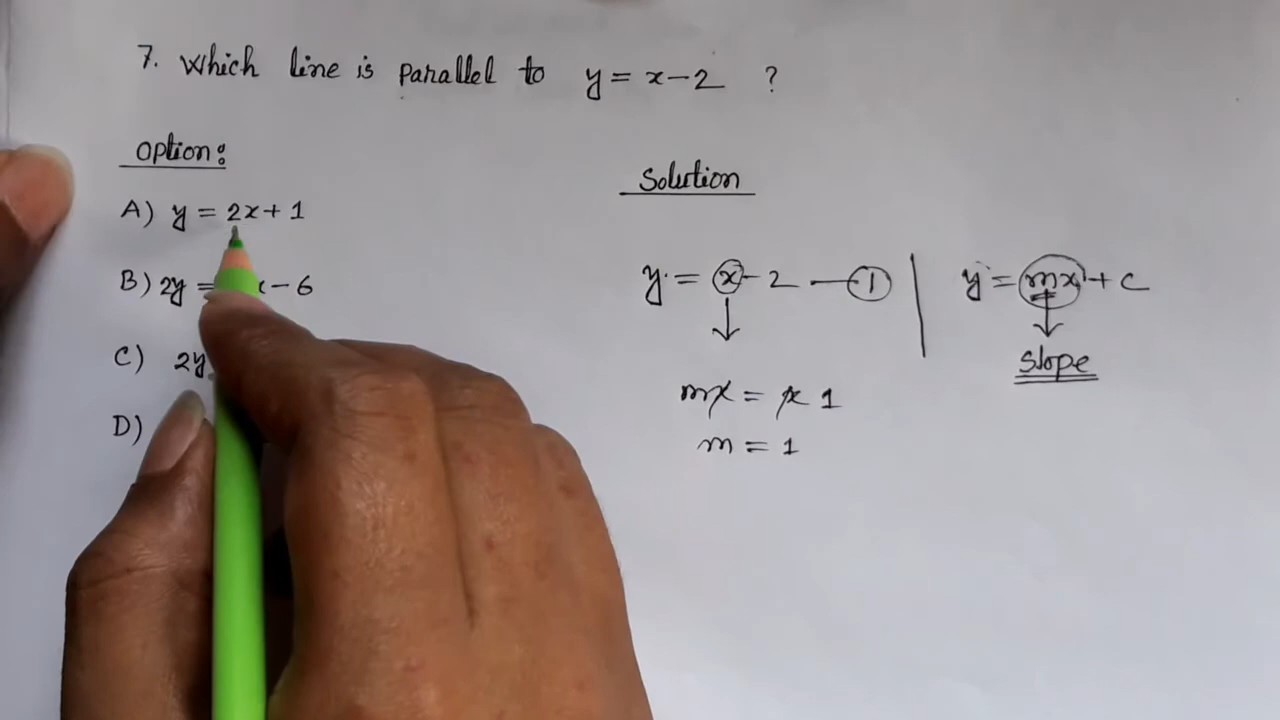 7. Which line is parallel to y = x - 2 ?
Option:
A) y = 2x + 1
B) 2y = x - 6
C) 2y
D)
Solution
y = x - 2 — 1
mx = x 1
m = 1
y = mx + c
Slope